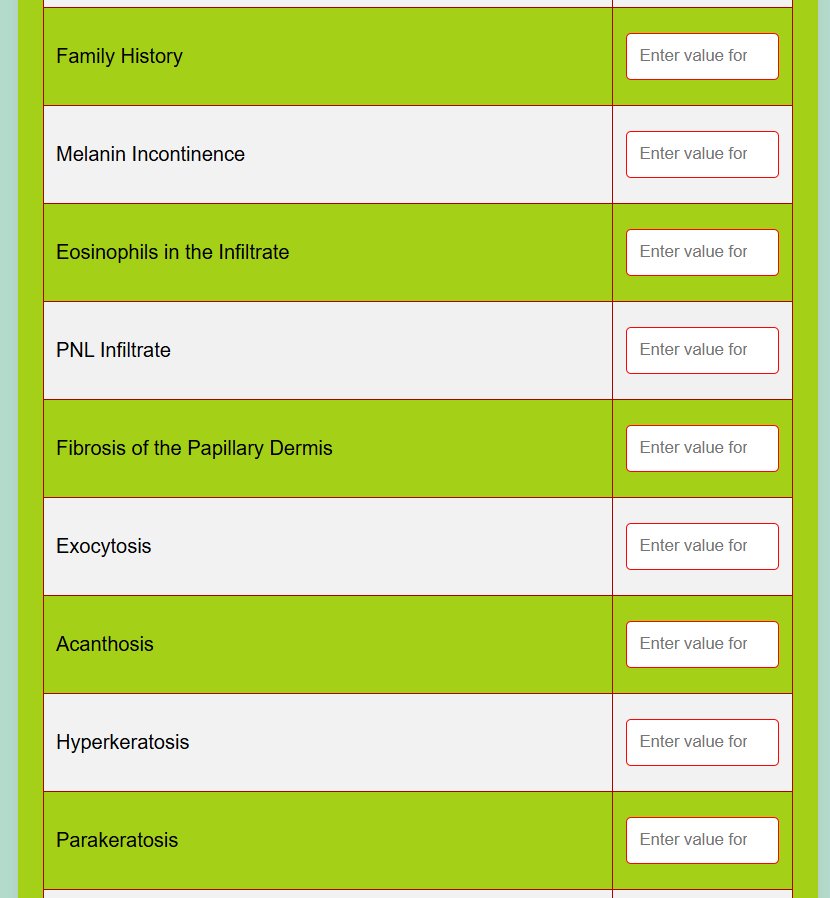 Family History
Enter value for
Melanin Incontinence
Enter value for
Eosinophils in the Infiltrate
Enter value for
PNL Infiltrate
Enter value for
Fibrosis of the Papillary Dermis
Enter value for
Exocytosis
Enter value for
Acanthosis
Enter value for
Hyperkeratosis
Enter value for
Parakeratosis
Enter value for